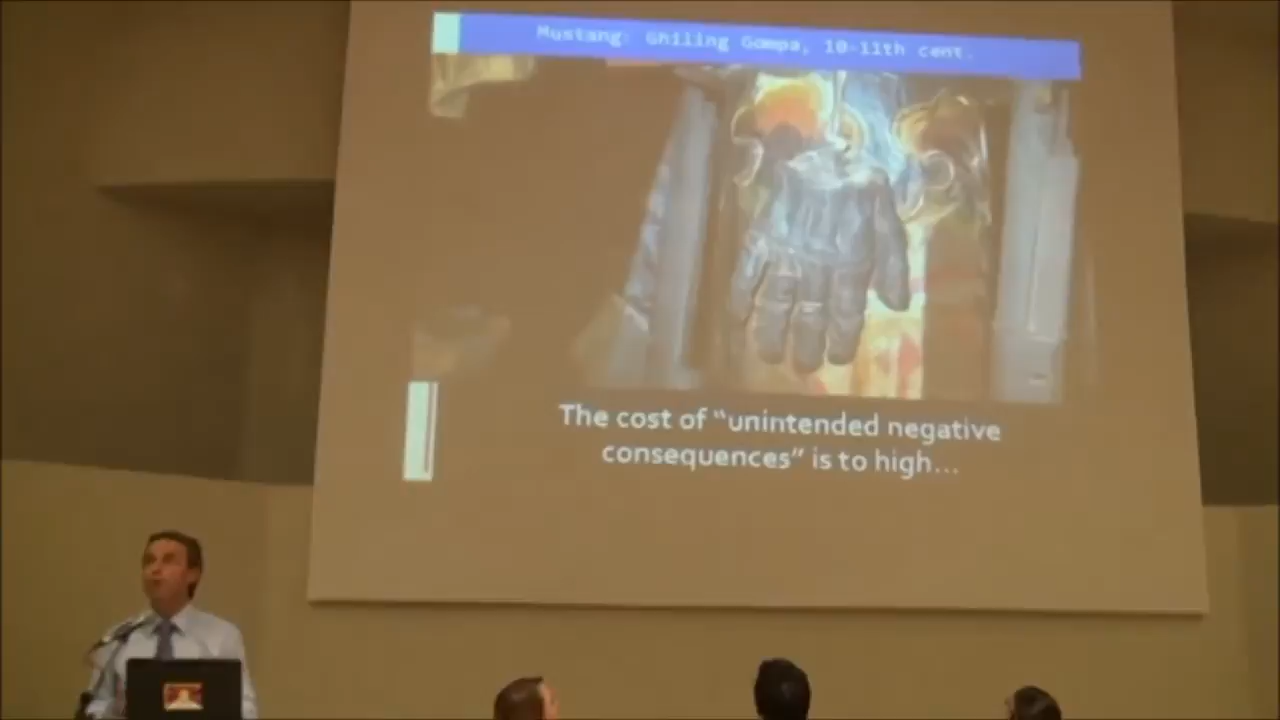 Mustang: Ghiling Gompa, 10-11th cent.
The cost of “unintended negative
consequences” is to high...